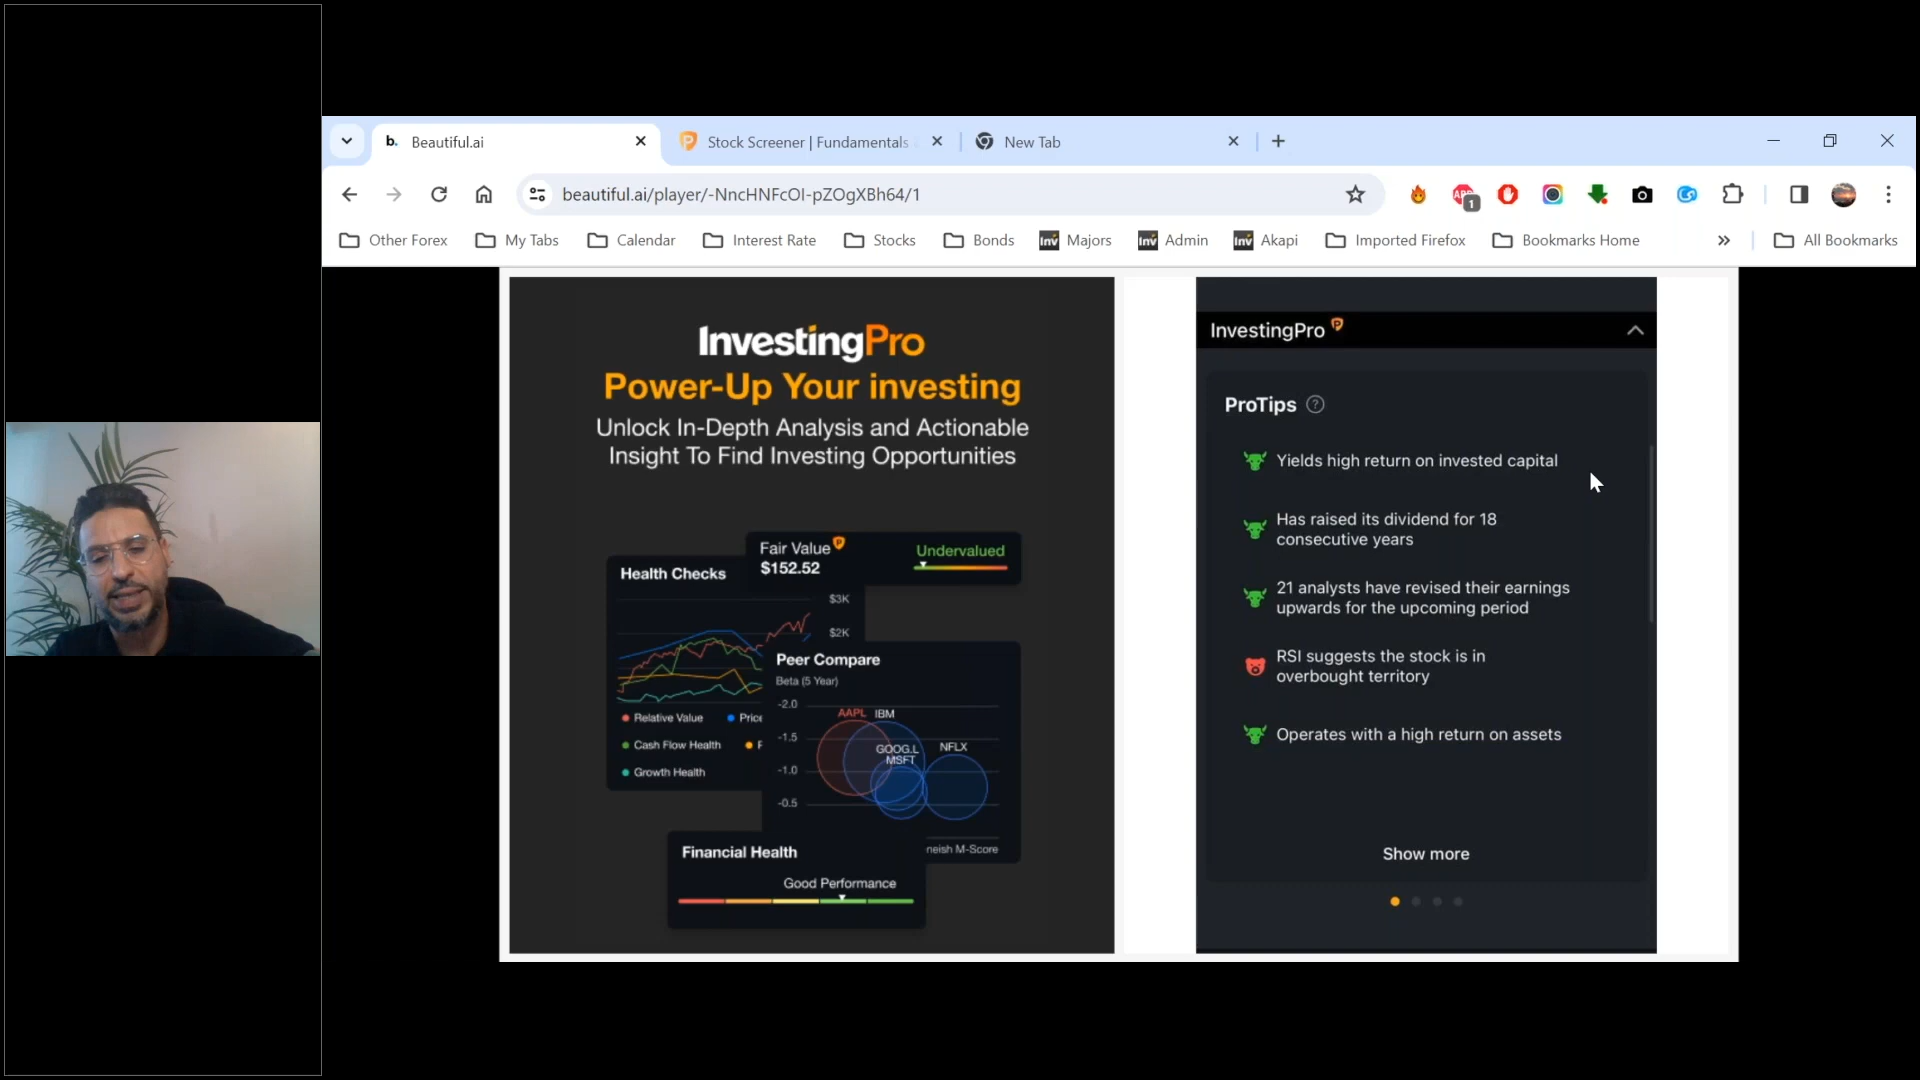 Beautiful.ai
Stock Screener | Fundamentals
New Tab
beautiful.ai/player/-NncHNFcOI-pZOgXBh64/1
1
Other Forex
My Tabs
Calendar
Interest Rate
Stocks
Bonds
Inv Majors
Inv Admin
Inv Akapi
Imported Firefox
Bookmarks Home
»
All Bookmarks
InvestingPro
Power-Up Your investing
Unlock In-Depth Analysis and Actionable
Insight To Find Investing Opportunities
Fair Value
$152.52
Undervalued
Health Checks
$3K
$2K
Relative Value
Price
Cash Flow Health
Growth Health
Peer Compare
Beta (5 Year)
-2.0
-1.5
-1.0
-0.5
AAPL
IBM
GOOG.L
MSFT
NFLX
neish M-Score
Financial Health
Good Performance
InvestingPro
ProTips ?
Yields high return on invested capital
Has raised its dividend for 18
consecutive years
21 analysts have revised their earnings
upwards for the upcoming period
RSI suggests the stock is in
overbought territory
Operates with a high return on assets
Show more